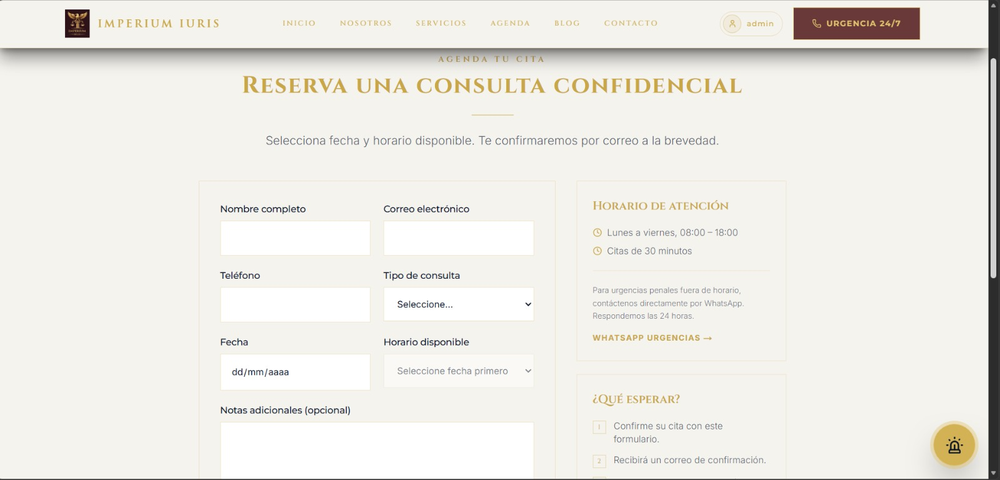 IMPERIUM
IMPERIUM IURIS
INICIO
NOSOTROS
SERVICIOS
AGENDA
BLOG
CONTACTO
admin
URGENCIA 24/7
AGENDA TU CITA
RESERVA UNA CONSULTA CONFIDENCIAL
Selecciona fecha y horario disponible. Te confirmaremos por correo a la brevedad.
Nombre completo
Correo electrónico
Teléfono
Tipo de consulta
Seleccione...
Fecha
Horario disponible
dd/mm/aaaa
Seleccione fecha primero
Notas adicionales (opcional)
HORARIO DE ATENCIÓN
Lunes a viernes, 08:00 – 18:00
Citas de 30 minutos
Para urgencias penales fuera de horario,
contáctenos directamente por WhatsApp.
Respondemos las 24 horas.
WHATSAPP URGENCIAS →
¿QUÉ ESPERAR?
1 Confirme su cita con este
formulario.
2 Recibirá un correo de confirmación.